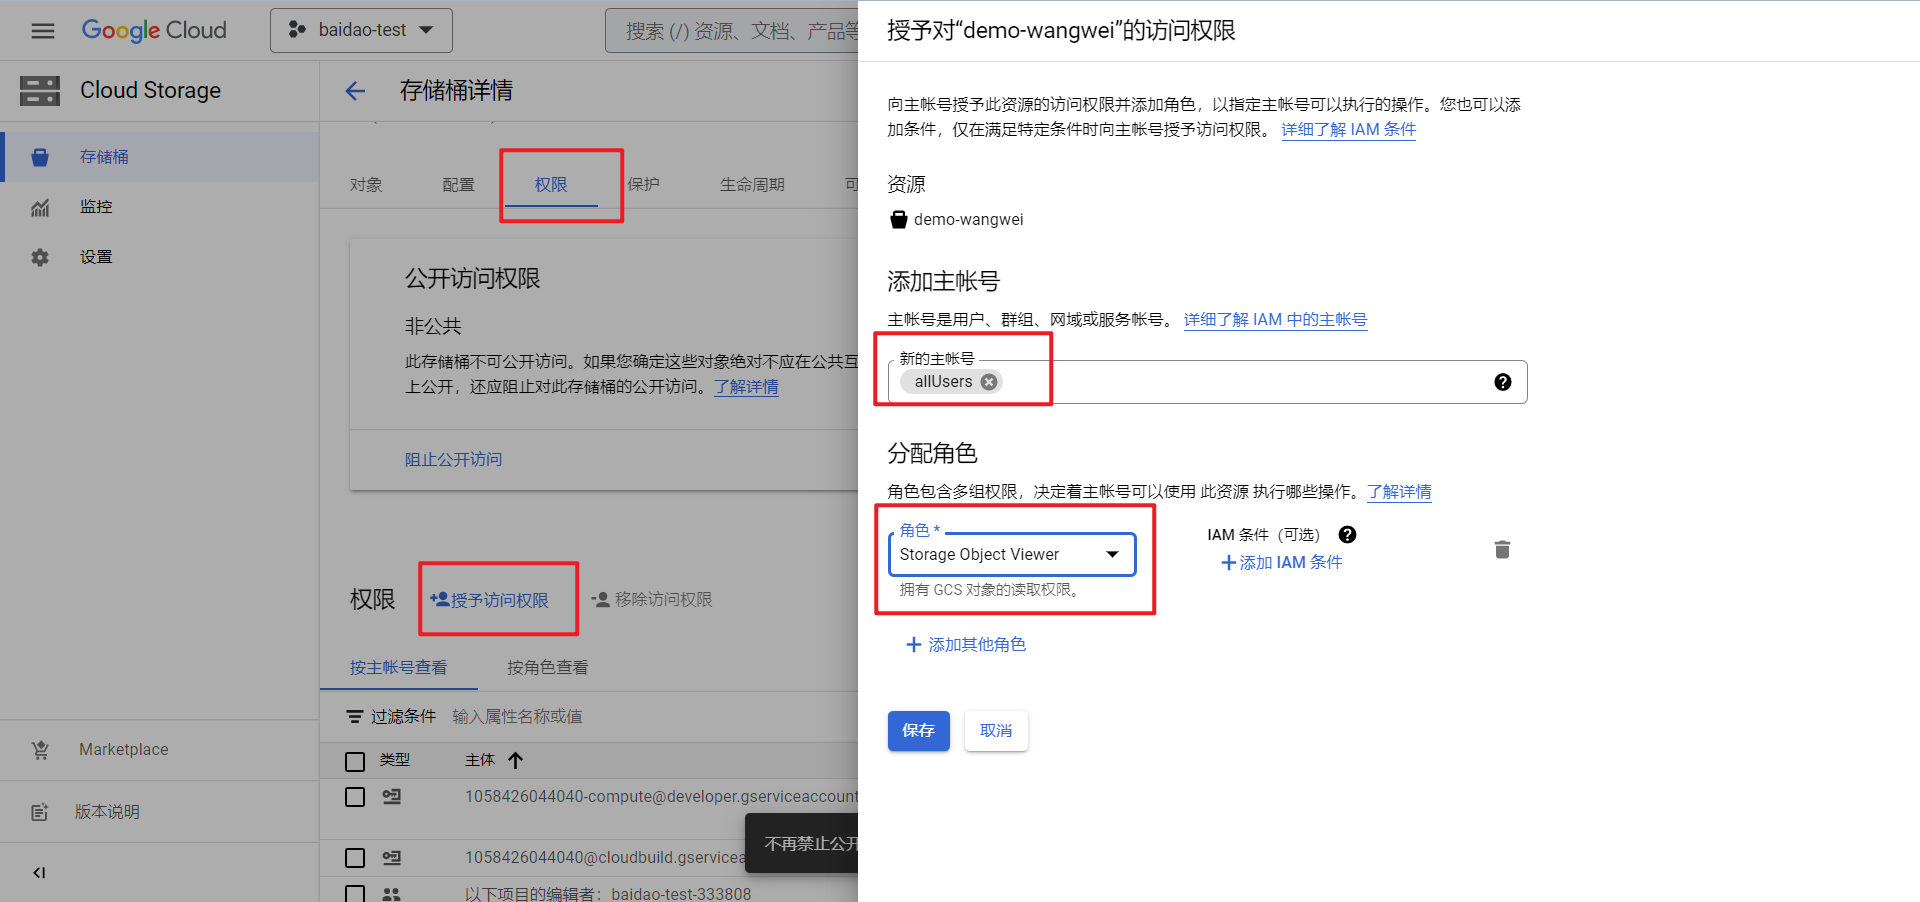 Google Cloud
baidao-test
搜索 (/) 资源、文档、产品等
Cloud Storage
存储桶
监控
设置
Marketplace
版本说明
存储桶详情
对象
配置
权限
保护
生命周期
可
公开访问权限
非公共
此存储桶不可公开访问。如果您确定这些对象绝对不应在公共互
上公开，还应阻止对此存储桶的公开访问。了解详情
阻止公开访问
权限
授予访问权限
移除访问权限
按主帐号查看
按角色查看
过滤条件 输入属性名称或值
类型 主体
1058426044040-compute@developer.gserviceaccount
1058426044040@cloudbuild.gservicea
以下项目的编辑者：baidao-test-333808
不再禁止公开
授予对“demo-wangwei”的访问权限
向主帐号授予此资源的访问权限并添加角色，以指定主帐号可以执行的操作。您也可以添
加条件，仅在满足特定条件时向主帐号授予访问权限。 详细了解 IAM 条件
资源
demo-wangwei
添加主帐号
主帐号是用户、群组、网域或服务帐号。 详细了解 IAM 中的主帐号
新的主帐号
allUsers
分配角色
角色包含多组权限，决定着主帐号可以使用 此资源 执行哪些操作。 了解详情
角色 *
Storage Object Viewer
拥有 GCS 对象的读取权限。
IAM 条件（可选）
添加 IAM 条件
添加其他角色
保存
取消